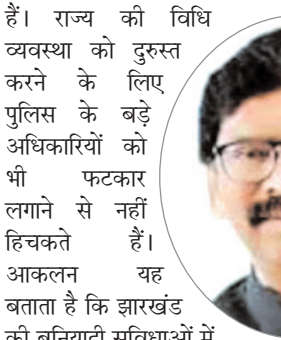 हैं। राज्य की विधि
व्यवस्था को दुरुस्त
करने के लिए
पुलिस के बड़े
अधिकारियों को
भी फटकार
लगाने से नहीं
हिचकते हैं।
आकलन यह
बताता है कि झारखंड
की बुनियादी सुविधाओं में